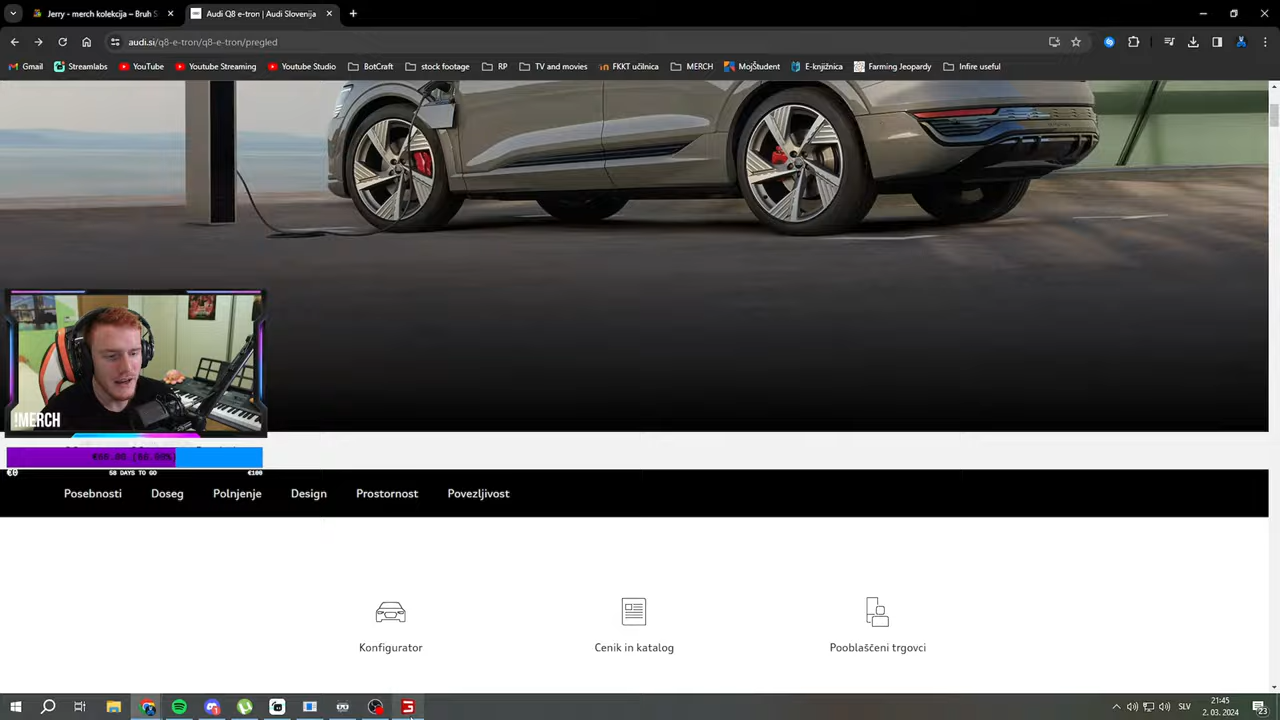 Jerry - merch kolekcija – Bruh S
Audi Q8 e-tron | Audi Slovenija
audi.si/q8-e-tron/q8-e-tron/pregled
Gmail
Streamlabs
YouTube
Youtube Streaming
Youtube Studio
BotCraft
stock footage
RP
TV and movies
FKKT učilnica
MERCH
MojŠtudent
E-knjižnica
Farming Jeopardy
Infire useful
!MERCH
€0
58 DAYS TO GO
€100
Posebnosti
Doseg
Polnjenje
Design
Prostornost
Povezljivost
Konfigurator
Cenik in katalog
Pooblaščeni trgovci
SLV
21:45
2. 03. 2024
23